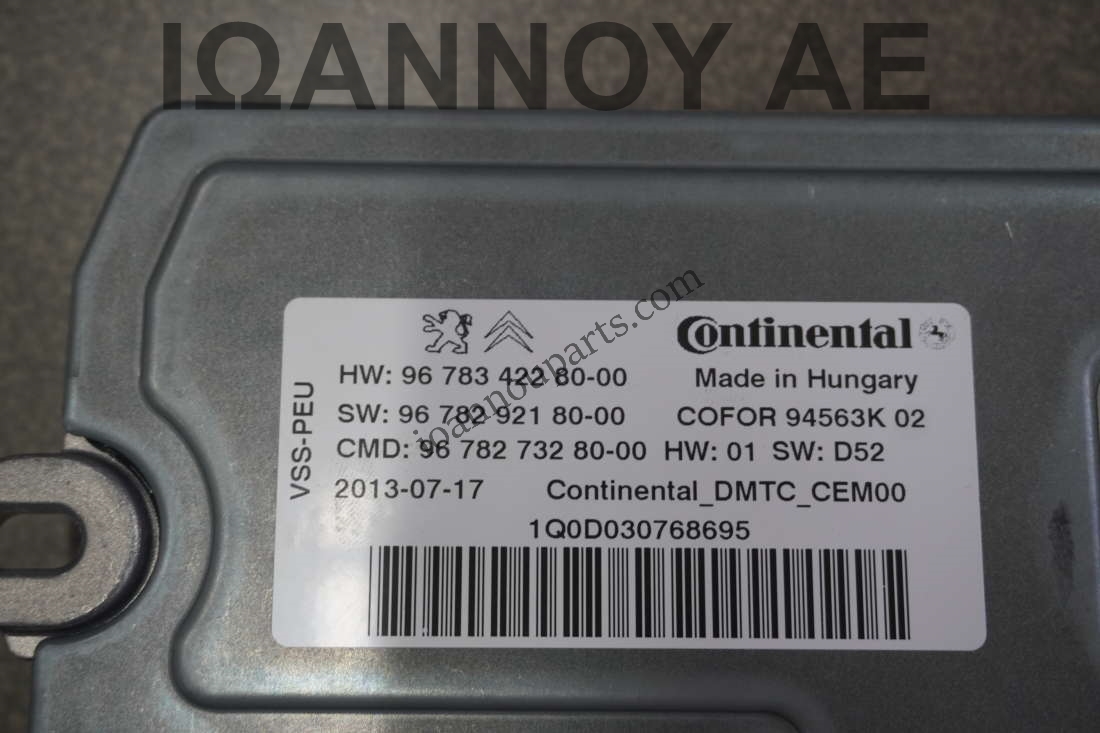 ΙΩΑΝΝΟΥ ΑΕ
Continental
HW: 96 783 422 80-00 Made in Hungary
SW: 96 782 921 80-00 COFOR 94563K 02
CMD: 96 782 732 80-00 HW: 01 SW: D52
2013-07-17 Continental_DMTC_CEM00
1Q0D030768695
VSS-PEU
ioannouparts.com